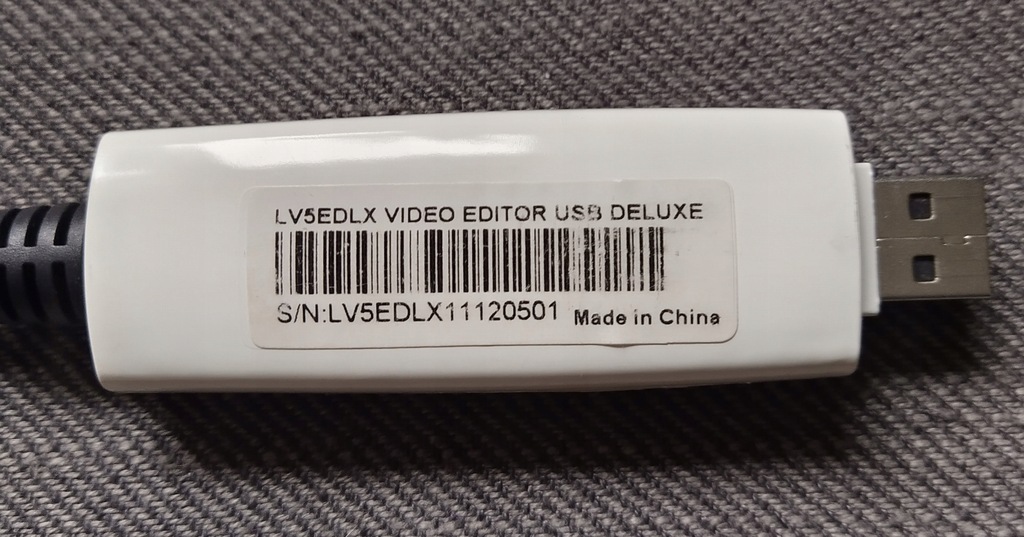 LV5EDLX VIDEO EDITOR USB DELUXE
S/N:LV5EDLX11120501 Made in China